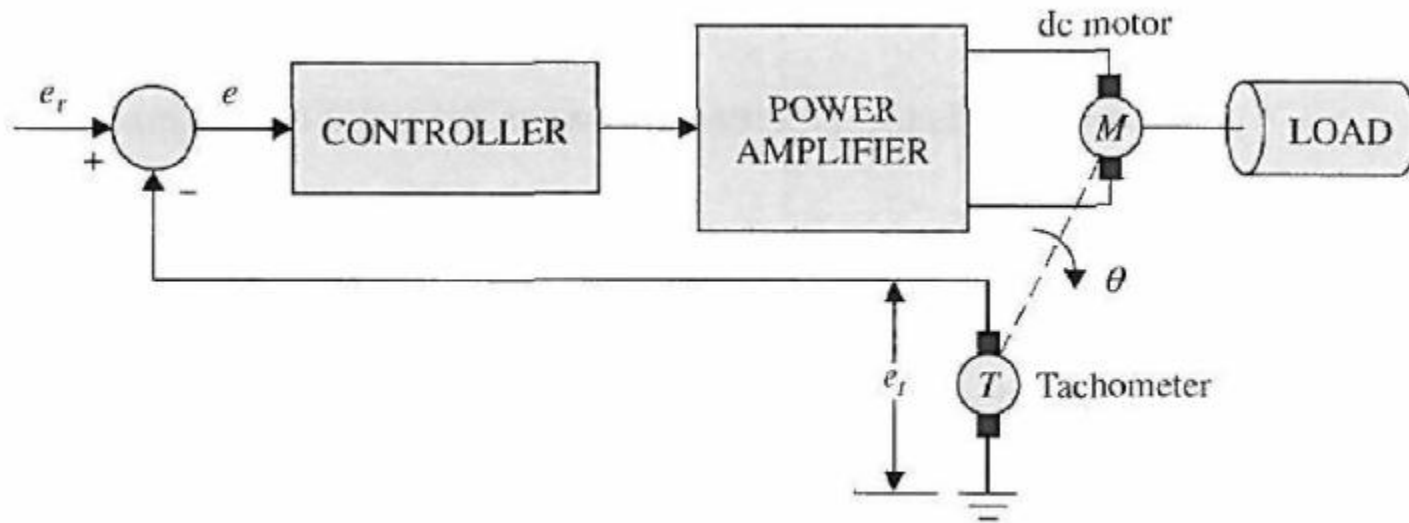 dc motor
e_r
e
+
−
CONTROLLER
POWER
AMPLIFIER
M
LOAD
θ
e_t
T
Tachometer